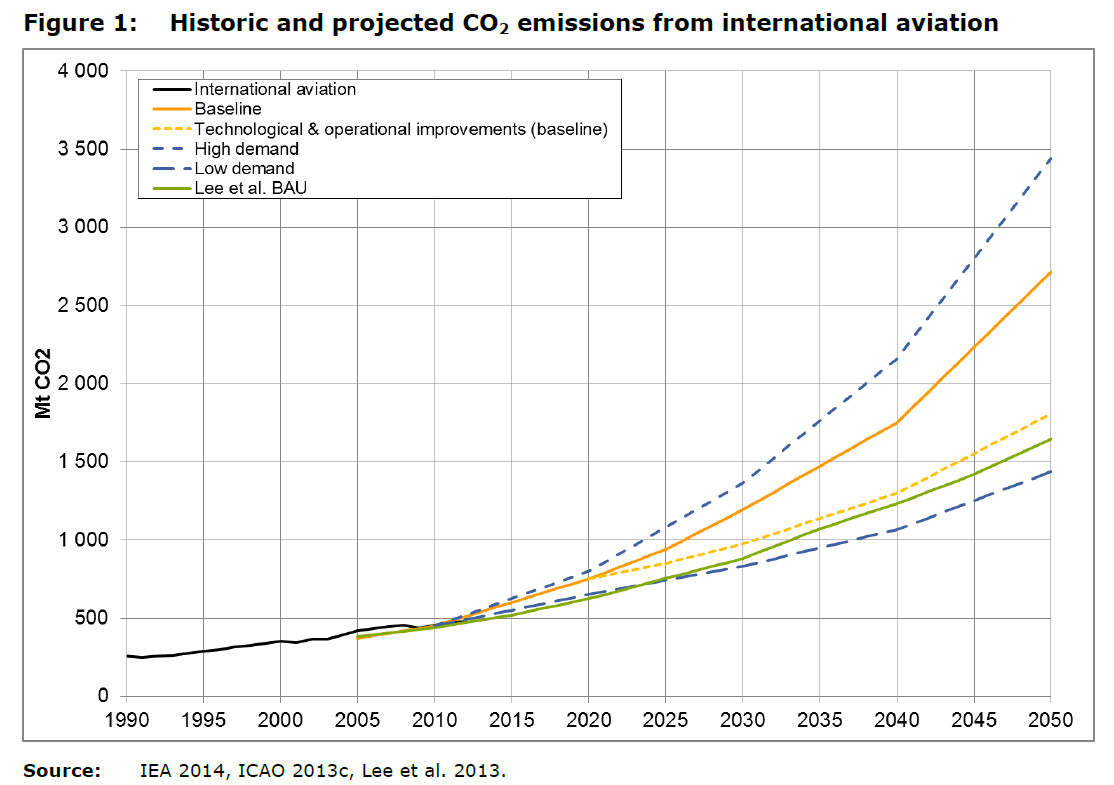 Figure 1: Historic and projected CO₂ emissions from international aviation
4 000
International aviation
Baseline
Technological & operational improvements (baseline)
3 500
High demand
Low demand
Lee et al. BAU
3 000
2 500
2 000
Mt CO2
1 500
1 000
500
0
1990 1995 2000 2005 2010 2015 2020 2025 2030 2035 2040 2045 2050
Source: IEA 2014, ICAO 2013c, Lee et al. 2013.